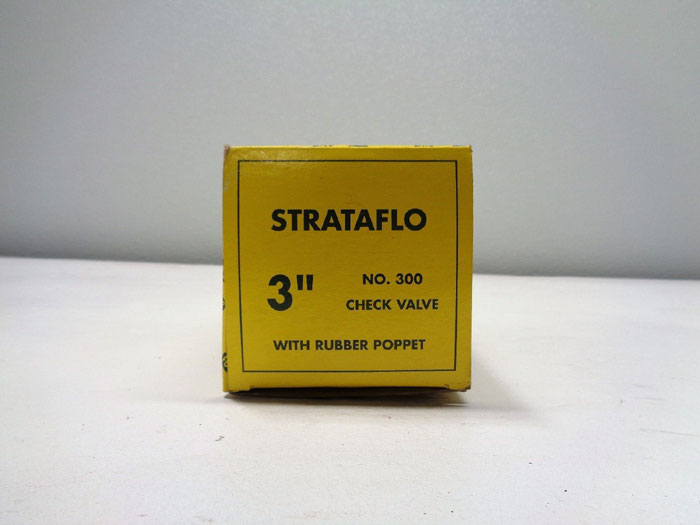 STRATAFLO
3" NO. 300
CHECK VALVE
WITH RUBBER POPPET